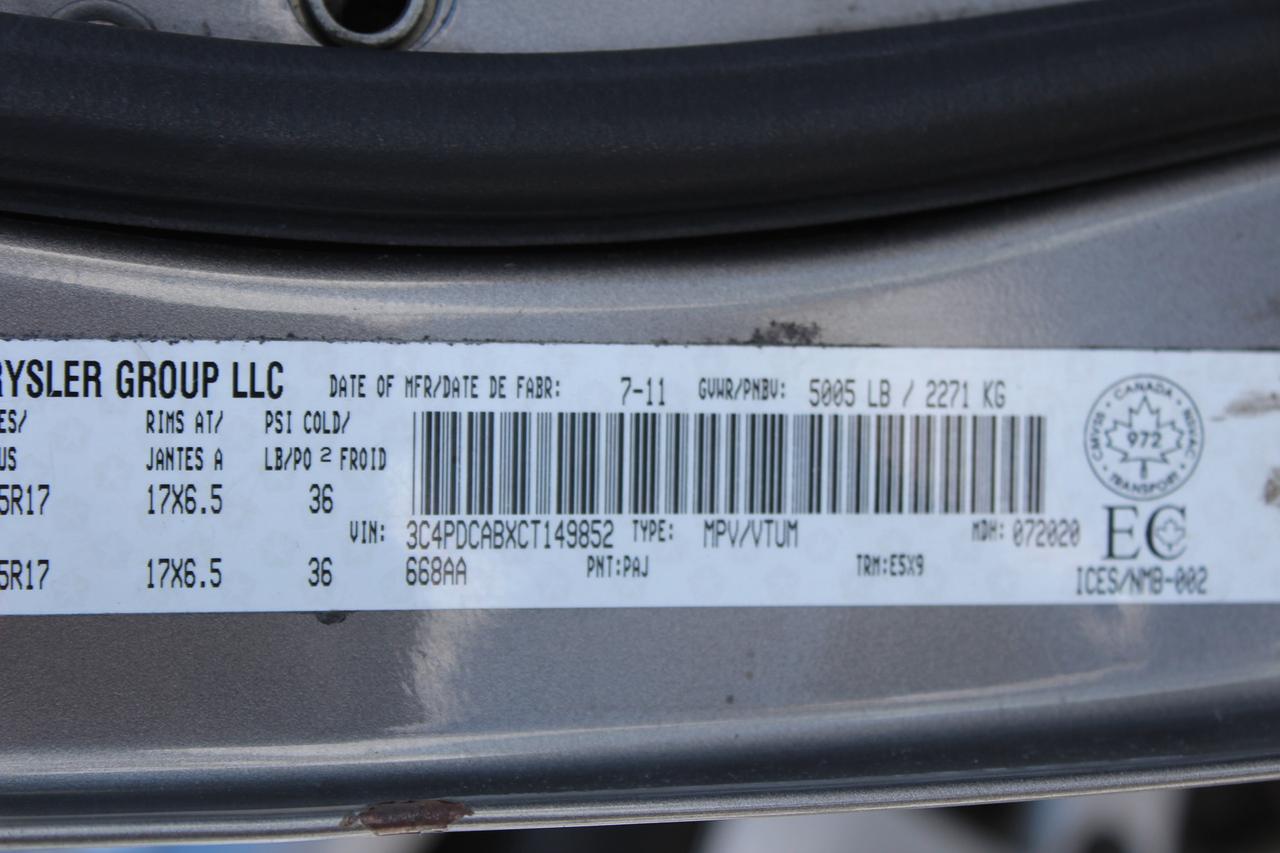 RYSLER GROUP LLC DATE OF MFR/DATE DE FABR: 7-11 GVWR/PNBV: 5005 LB / 2271 KG
ES/ RIMS AT/ PSI COLD/
US JANTES A LB/PO 2 FROID
5R17 17X6.5 36
VIN: 3C4PDCABXCT149852 TYPE: MPV/VTUM MDH: 072020
5R17 17X6.5 36 668AA PNT:PAJ TRM:E5X9
CANADA
CMVSS 972 NSVAC
TRANSPORT
EC
ICES/NMB-002